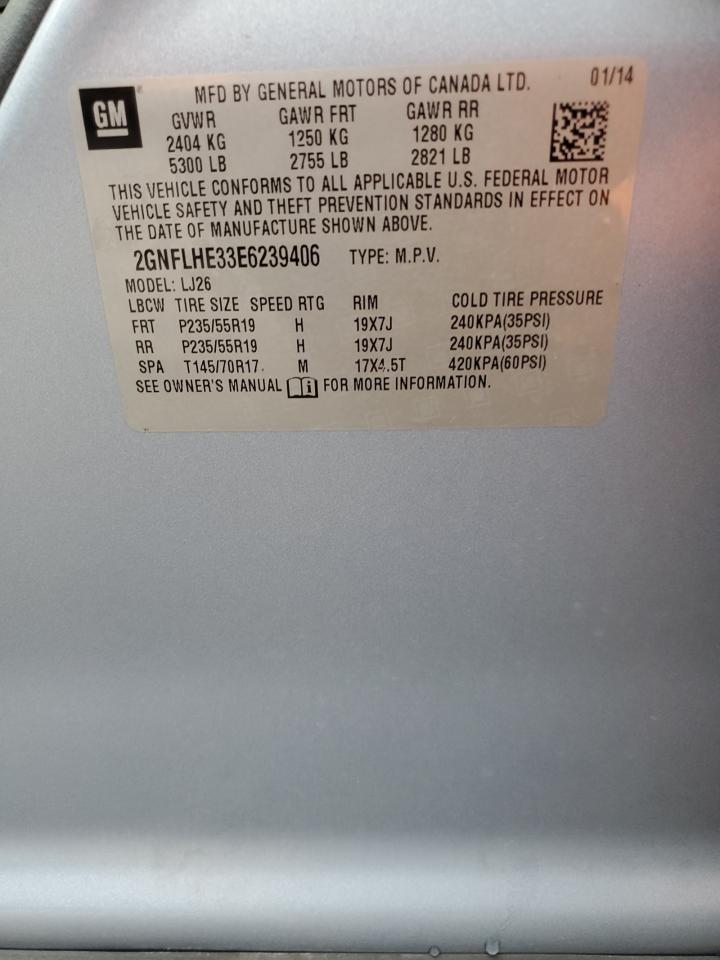 GM
MFD BY GENERAL MOTORS OF CANADA LTD. 01/14
GVWR GAWR FRT GAWR RR
2404 KG 1250 KG 1280 KG
5300 LB 2755 LB 2821 LB
THIS VEHICLE CONFORMS TO ALL APPLICABLE U.S. FEDERAL MOTOR
VEHICLE SAFETY AND THEFT PREVENTION STANDARDS IN EFFECT ON
THE DATE OF MANUFACTURE SHOWN ABOVE.
2GNFLHE33E6239406 TYPE: M.P.V.
MODEL: LJ26
LBCW TIRE SIZE SPEED RTG RIM COLD TIRE PRESSURE
FRT P235/55R19 H 19X7J 240KPA(35PSI)
RR P235/55R19 H 19X7J 240KPA(35PSI)
SPA T145/70R17. M 17X4.5T 420KPA(60PSI)
SEE OWNER'S MANUAL i FOR MORE INFORMATION.